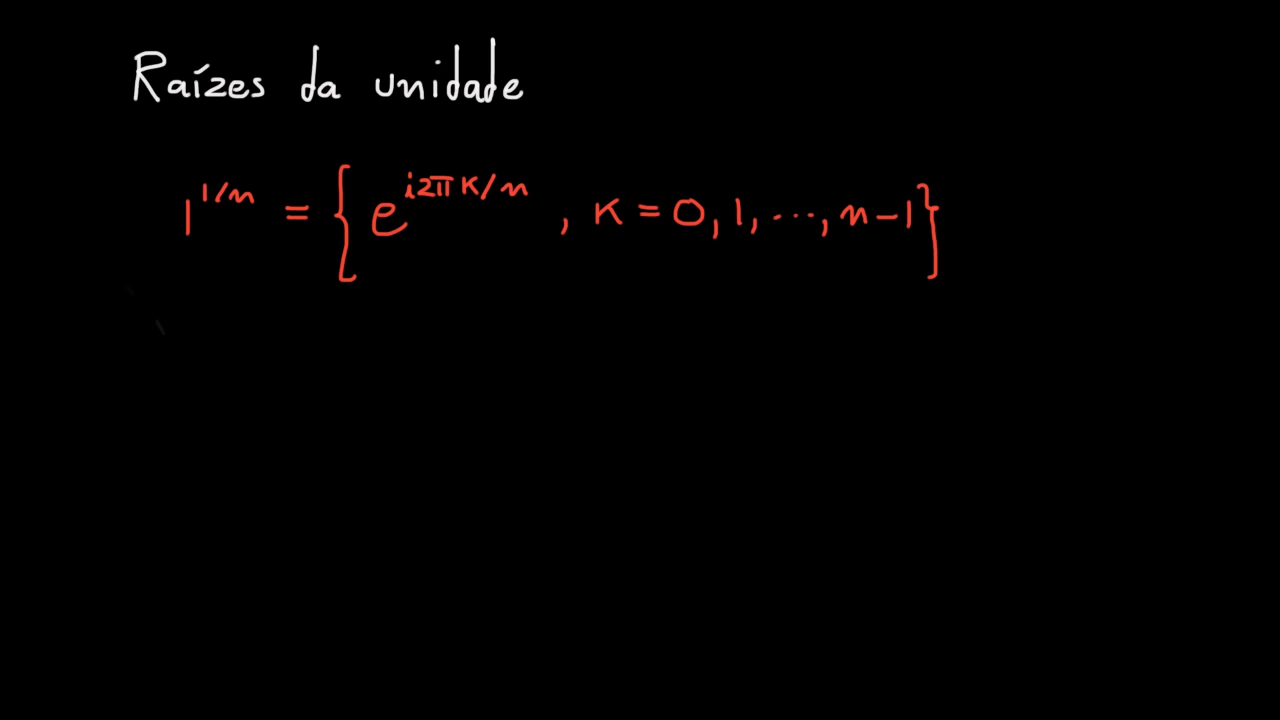 Raízes da unidade
1^{1/n} = { e^{i2πk/n} , k = 0, 1, ..., n-1 }